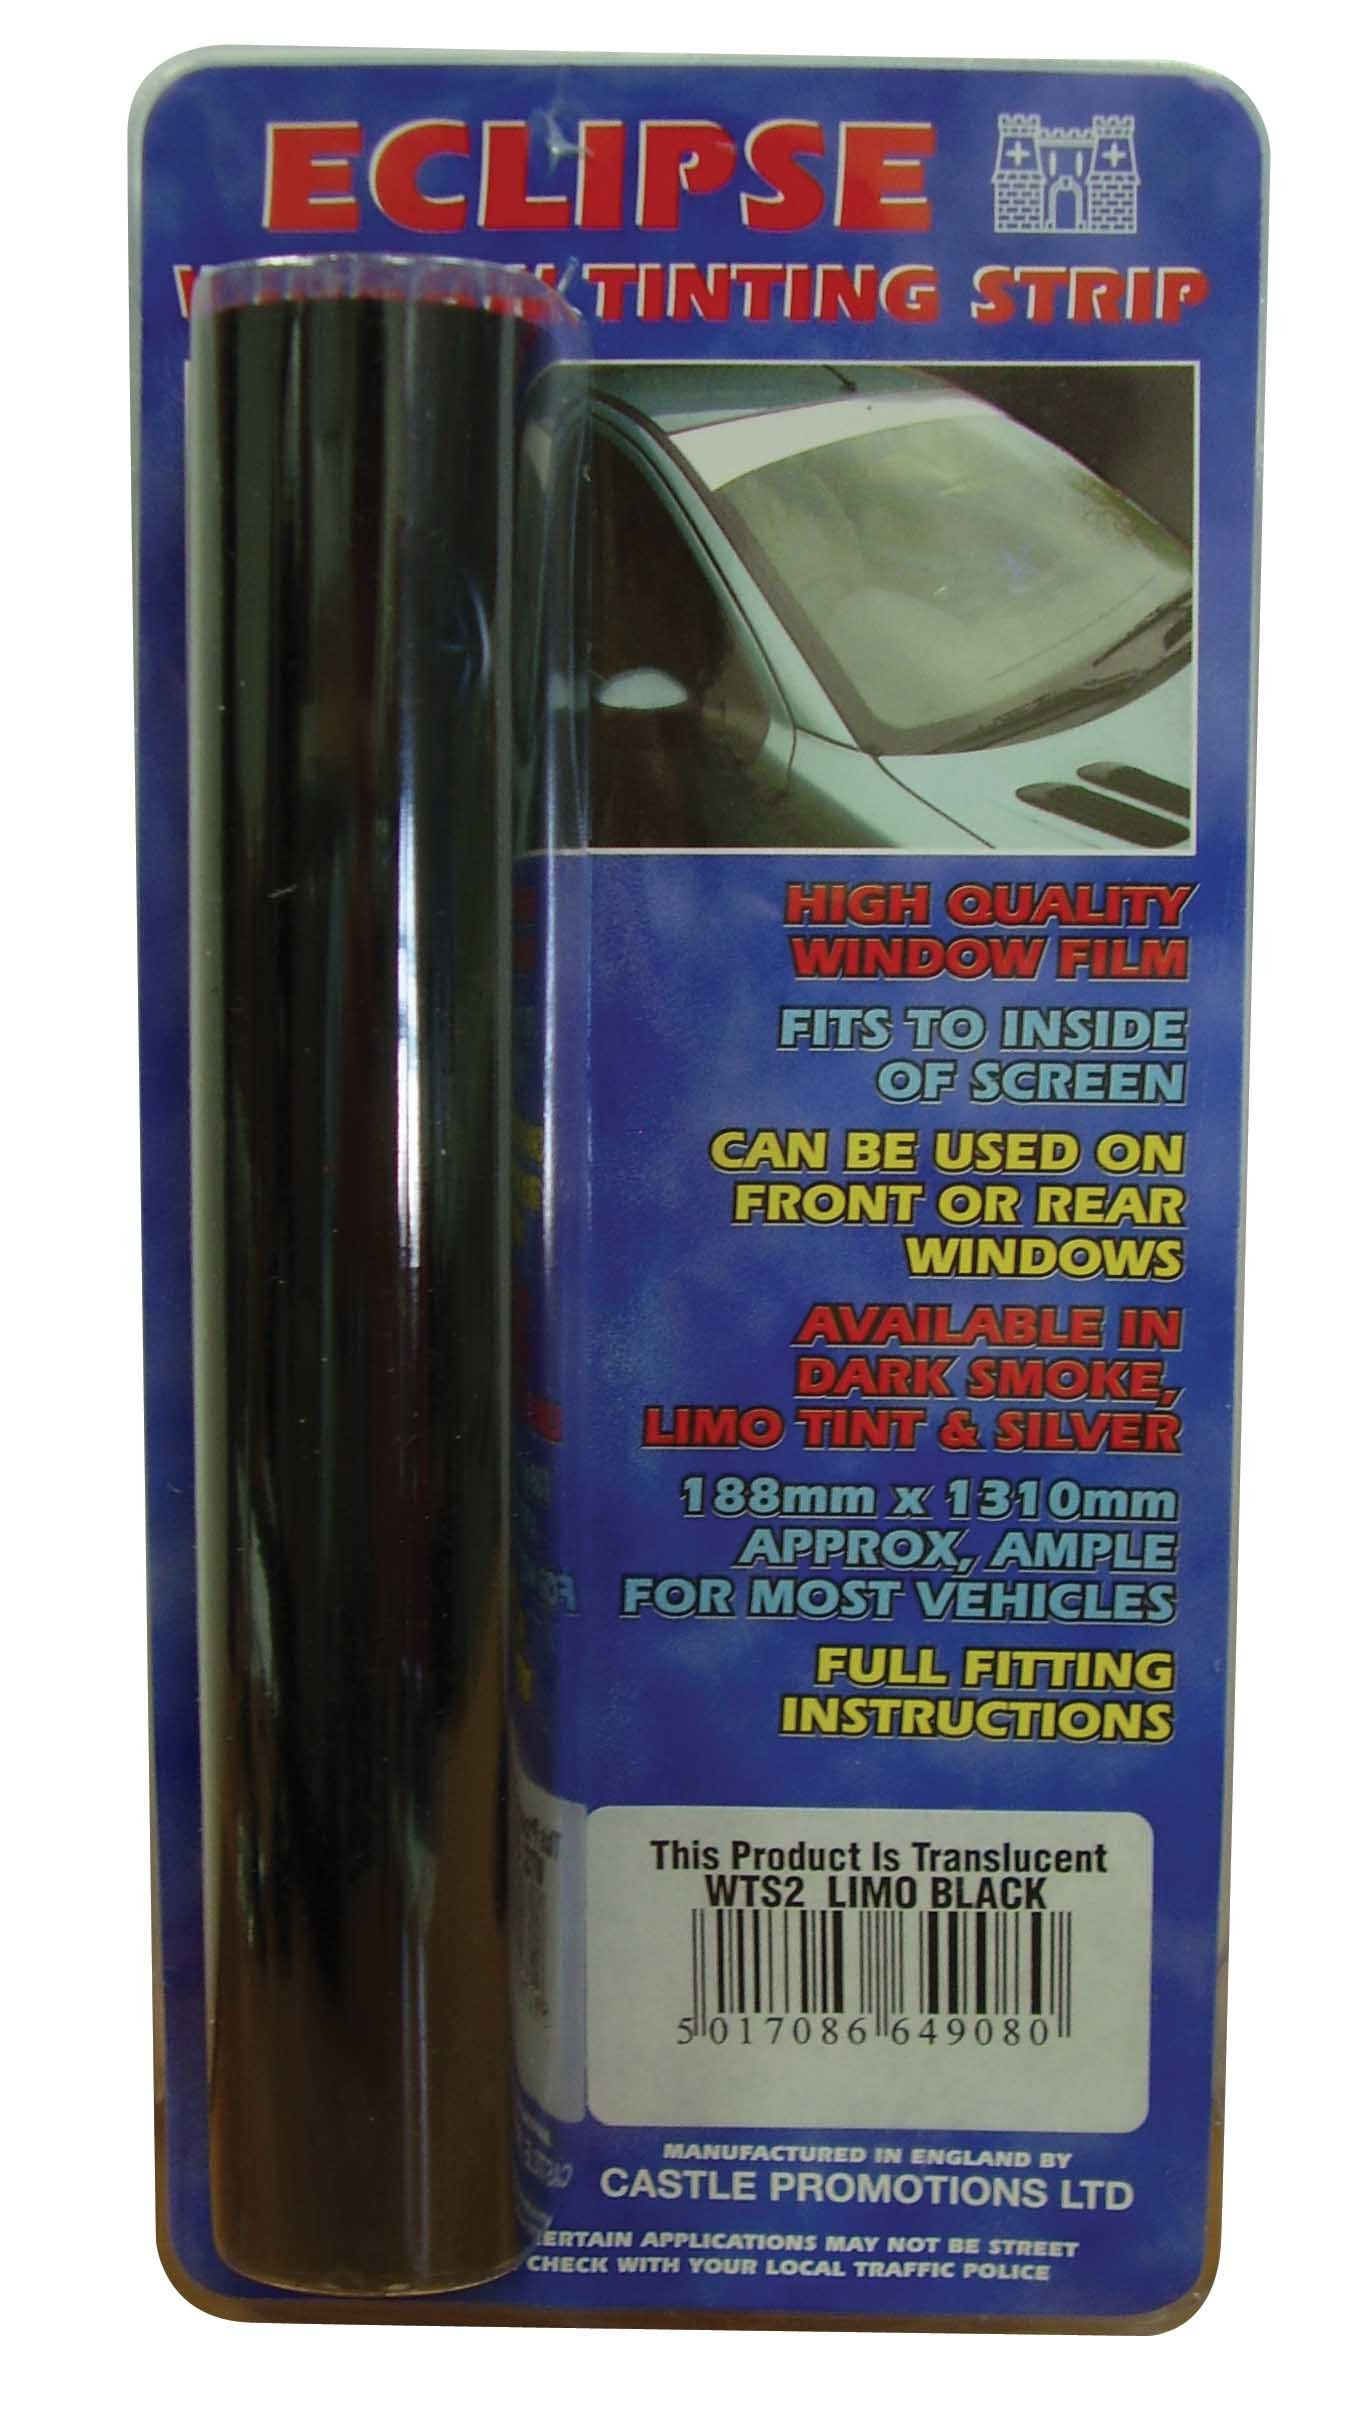 ECLIPSE
TINTING STRIP
HIGH QUALITY
WINDOW FILM
FITS TO INSIDE
OF SCREEN
CAN BE USED ON
FRONT OR REAR
WINDOWS
AVAILABLE IN
DARK SMOKE,
LIMO TINT & SILVER
188mm x 1310mm
APPROX, AMPLE
FOR MOST VEHICLES
FULL FITTING
INSTRUCTIONS
This Product Is Translucent
WTS2 LIMO BLACK
5 017086 649080
MANUFACTURED IN ENGLAND BY
CASTLE PROMOTIONS LTD
APPLICATIONS MAY NOT BE STREET
CHECK WITH YOUR LOCAL TRAFFIC POLICE